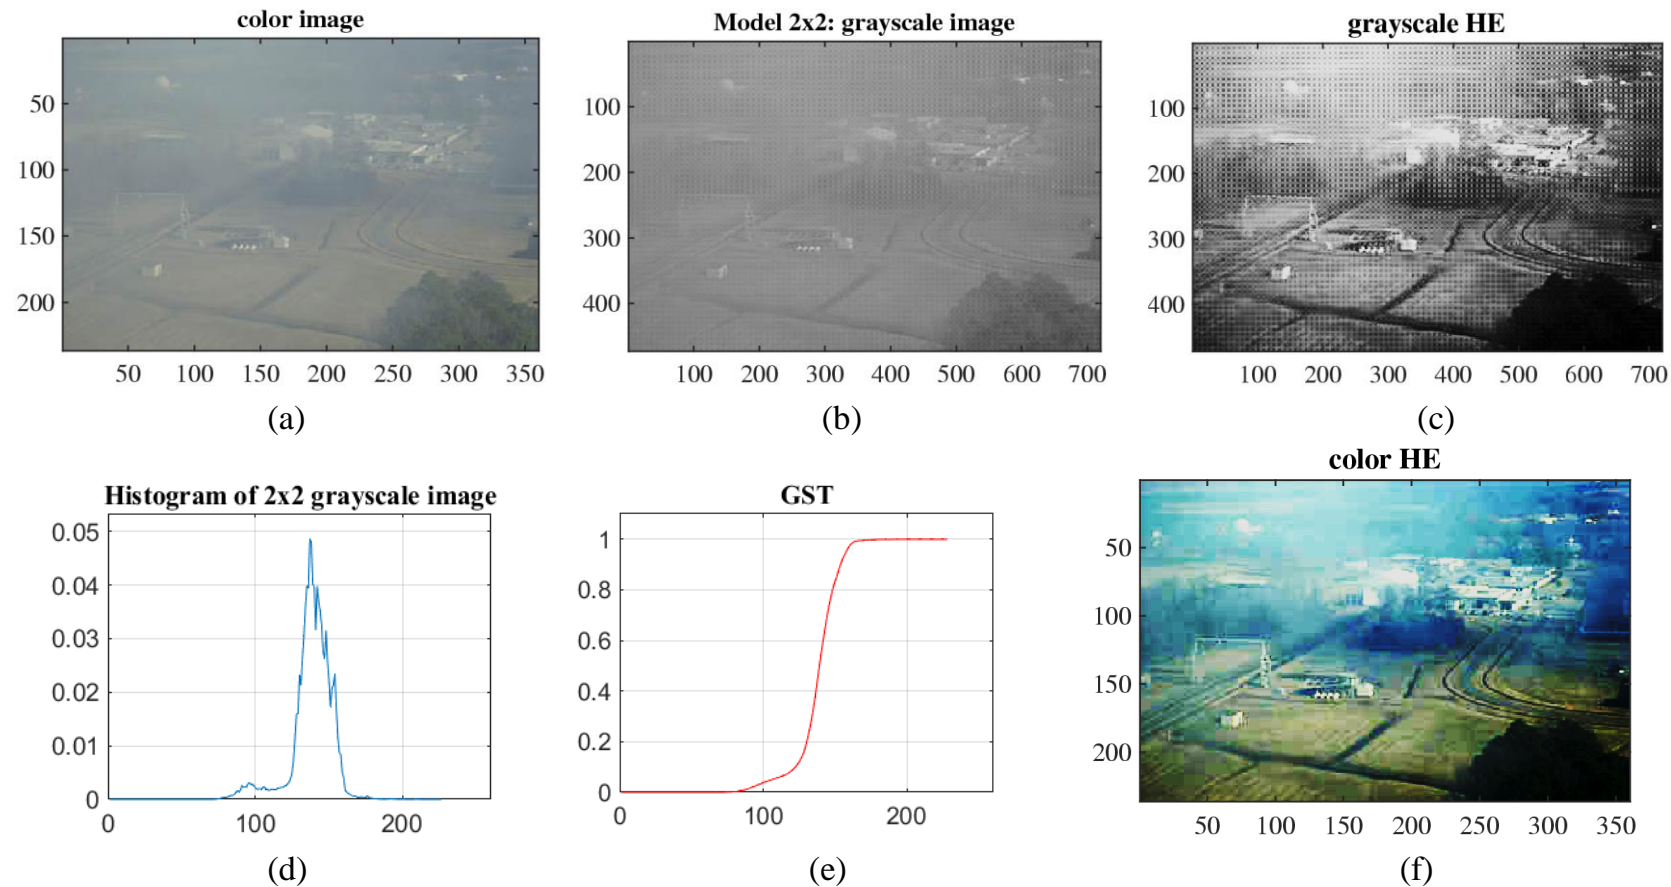 color image
50
100
150
200
50 100 150 200 250 300 350
(a)
Model 2x2: grayscale image
100
200
300
400
100 200 300 400 500 600 700
(b)
grayscale HE
100
200
300
400
100 200 300 400 500 600 700
(c)
Histogram of 2x2 grayscale image
0.05
0.04
0.03
0.02
0.01
0
0 100 200
(d)
GST
1
0.8
0.6
0.4
0.2
0
0 100 200
(e)
color HE
50
100
150
200
50 100 150 200 250 300 350
(f)